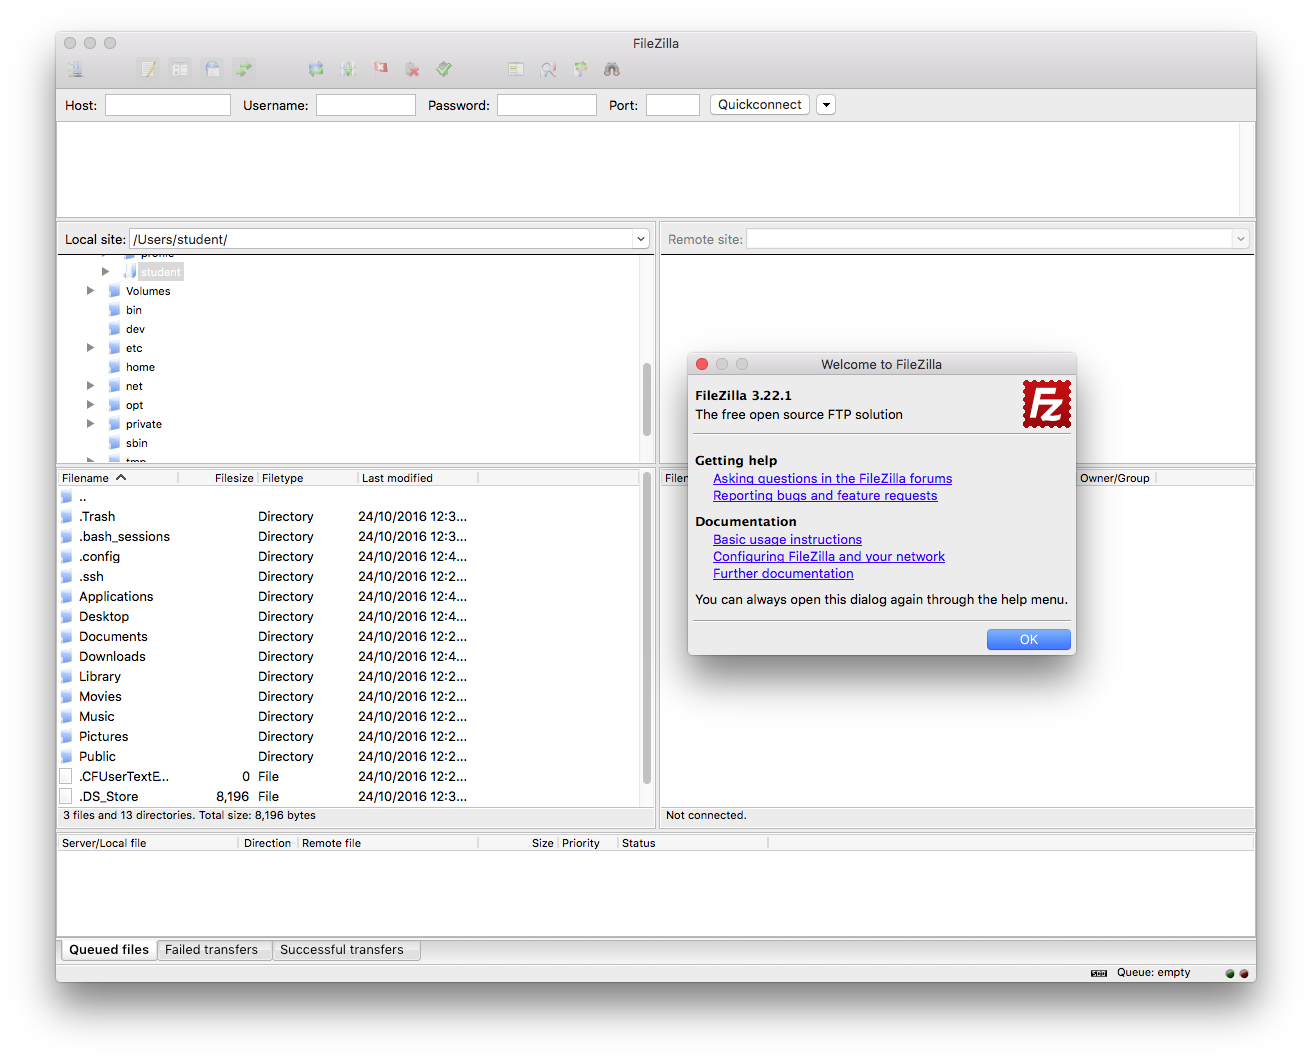 FileZilla
Host: Username: Password: Port: Quickconnect
Local site: /Users/student/
Remote site:
profile
student
Volumes
bin
dev
etc
home
net
opt
private
sbin
tmp
Filename Filesize Filetype Last modified
..
.Trash Directory 24/10/2016 12:3...
.bash_sessions Directory 24/10/2016 12:3...
.config Directory 24/10/2016 12:4...
.ssh Directory 24/10/2016 12:2...
Applications Directory 24/10/2016 12:4...
Desktop Directory 24/10/2016 12:4...
Documents Directory 24/10/2016 12:2...
Downloads Directory 24/10/2016 12:4...
Library Directory 24/10/2016 12:2...
Movies Directory 24/10/2016 12:2...
Music Directory 24/10/2016 12:2...
Pictures Directory 24/10/2016 12:2...
Public Directory 24/10/2016 12:2...
.CFUserTextE... 0 File 24/10/2016 12:2...
.DS_Store 8,196 File 24/10/2016 12:3...
3 files and 13 directories. Total size: 8,196 bytes
Welcome to FileZilla
FileZilla 3.22.1
The free open source FTP solution
Fz
Getting help
Asking questions in the FileZilla forums
Reporting bugs and feature requests
Documentation
Basic usage instructions
Configuring FileZilla and your network
Further documentation
You can always open this dialog again through the help menu.
OK
Filen Owner/Group
Not connected.
Server/Local file Direction Remote file Size Priority Status
Queued files Failed transfers Successful transfers
Queue: empty